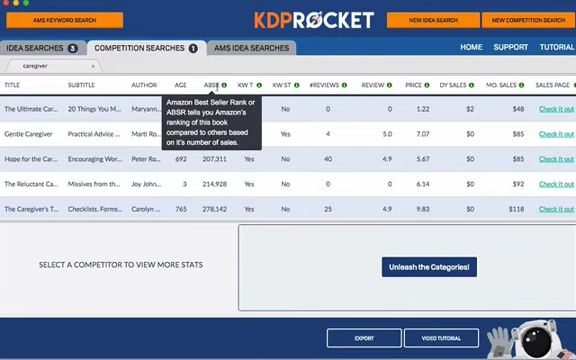 AMS KEYWORD SEARCH
KDPROCKET
NEW IDEA SEARCH
NEW COMPETITION SEARCH
IDEA SEARCHES 3
COMPETITION SEARCHES 1
AMS IDEA SEARCHES
HOME
SUPPORT
TUTORIAL
caregiver ×
TITLE SUBTITLE AUTHOR AGE ABSR KW T KW ST #REVIEWS REVIEW PRICE DY SALES MO. SALES SALES PAGE
The Ultimate Car... 20 Things You M... Maryann... No 0 0 1.22 $2 $48 Check it out
Amazon Best Seller Rank or
ABSR tells you Amazon's
ranking of this book
compared to others based
on it's number of sales.
Gentle Caregiver Practical Advice ... Marti Ro... Yes 4 5.0 7.07 $0 $85 Check it out
Hope for the Car... Encouraging Wor... Peter Ro... 692 207,311 Yes No 40 4.9 5.67 $0 $85 Check it out
The Reluctant Ca... Missives from th... Joy John... 3 214,928 Yes No 0 0 6.14 $0 $92 Check it out
The Caregiver's T... Checklists, Forms... Carolyn ... 765 278,142 Yes No 25 4.9 9.83 $0 $118 Check it out
SELECT A COMPETITOR TO VIEW MORE STATS
Unleash the Categories!
EXPORT
VIDEO TUTORIAL